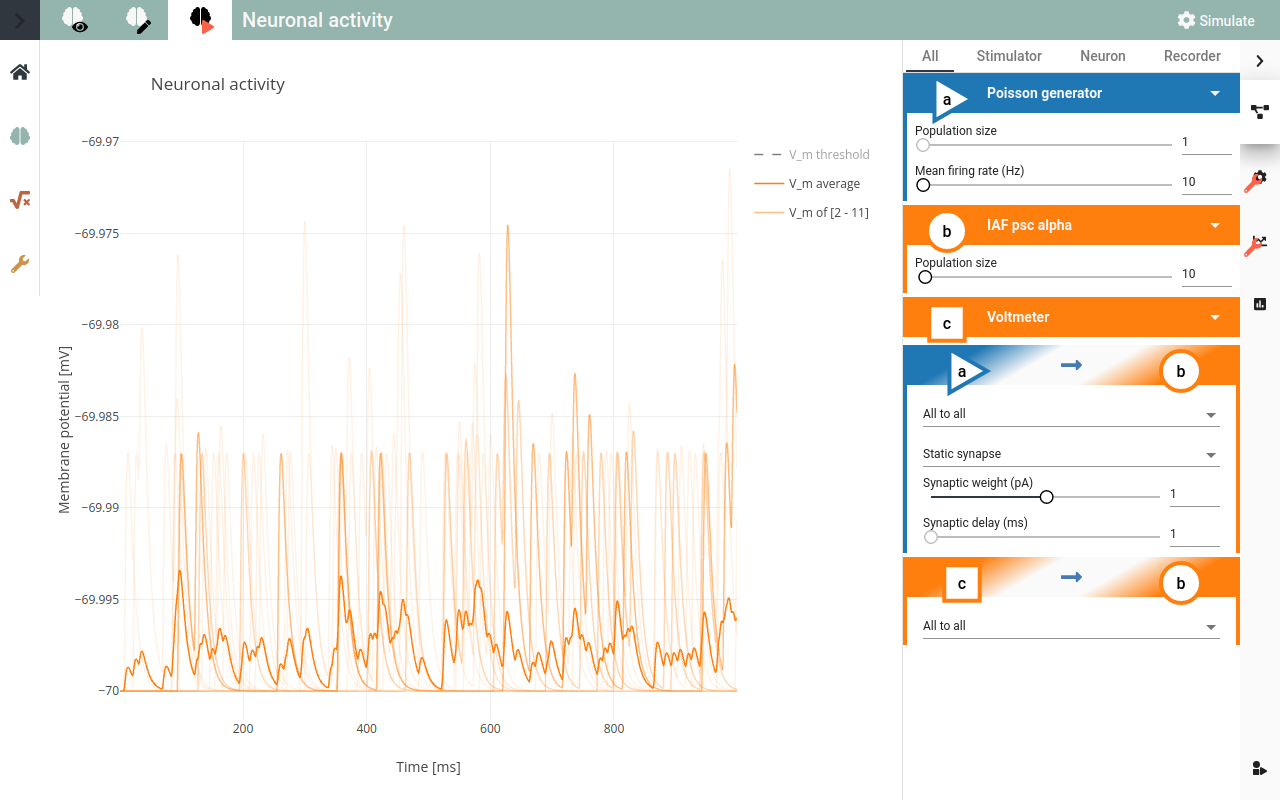 Neuronal activity
Simulate
All Stimulator Neuron Recorder
Neuronal activity
−69.97
−69.975
−69.98
−69.985
−69.99
−69.995
−70
200 400 600 800
Membrane potential [mV]
Time [ms]
V_m threshold
V_m average
V_m of [2 - 11]
a Poisson generator
Population size
1
Mean firing rate (Hz)
10
b IAF psc alpha
Population size
10
c Voltmeter
a b
All to all
Static synapse
Synaptic weight (pA)
1
Synaptic delay (ms)
1
c b
All to all